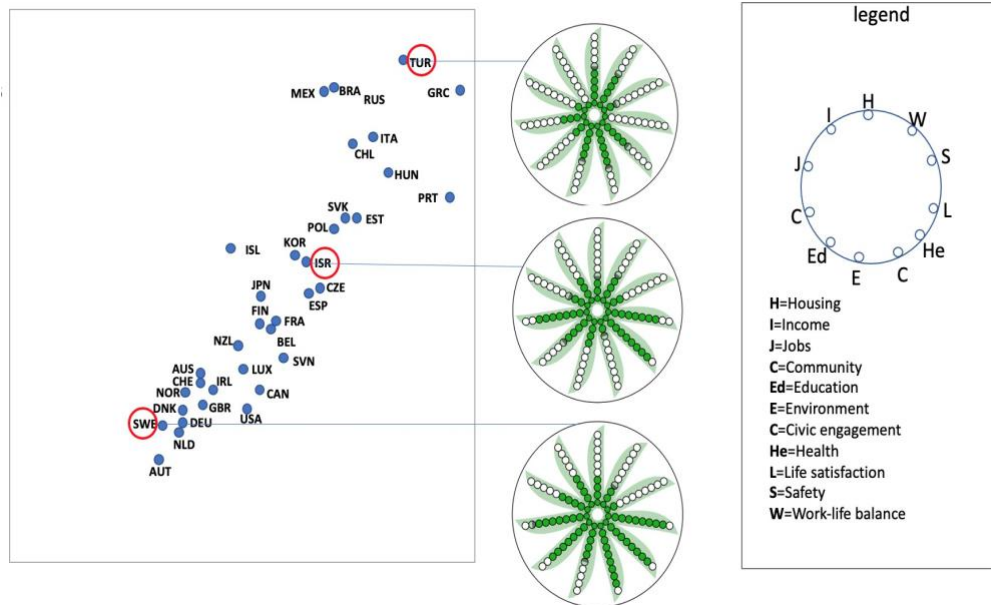 TUR
MEX
BRA
RUS
GRC
ITA
CHL
HUN
PRT
SVK
EST
POL
KOR
ISL
ISR
CZE
JPN
ESP
FIN
FRA
BEL
NZL
SVN
AUS
LUX
CHE
IRL
NOR
CAN
DNK
GBR
USA
SWE
DEU
NLD
AUT
legend
H
I
W
J
S
C
L
Ed
He
E
C
H=Housing
I=Income
J=Jobs
C=Community
Ed=Education
E=Environment
C=Civic engagement
He=Health
L=Life satisfaction
S=Safety
W=Work-life balance